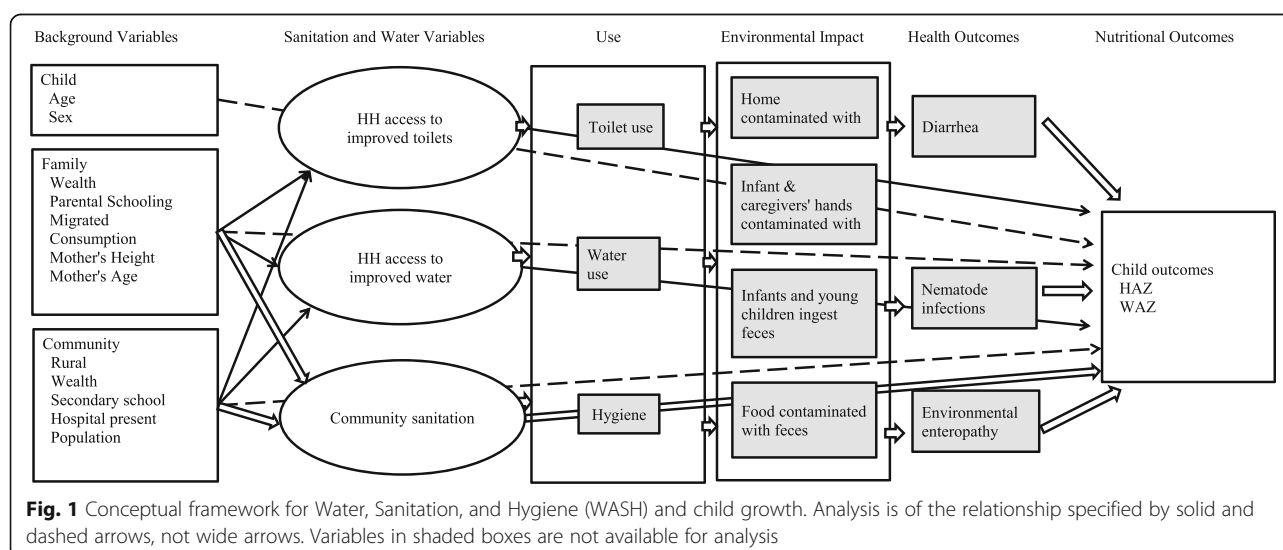 Background Variables
Sanitation and Water Variables
Use
Environmental Impact
Health Outcomes
Nutritional Outcomes
Child
Age
Sex
Family
Wealth
Parental Schooling
Migrated
Consumption
Mother's Height
Mother's Age
Community
Rural
Wealth
Secondary school
Hospital present
Population
HH access to
improved toilets
HH access to
improved water
Community sanitation
Toilet use
Water
use
Hygiene
Home
contaminated with
Infant &
caregivers' hands
contaminated with
Infants and young
children ingest
feces
Food contaminated
with feces
Diarrhea
Nematode
infections
Environmental
enteropathy
Child outcomes
HAZ
WAZ
Fig. 1 Conceptual framework for Water, Sanitation, and Hygiene (WASH) and child growth. Analysis is of the relationship specified by solid and
dashed arrows, not wide arrows. Variables in shaded boxes are not available for analysis